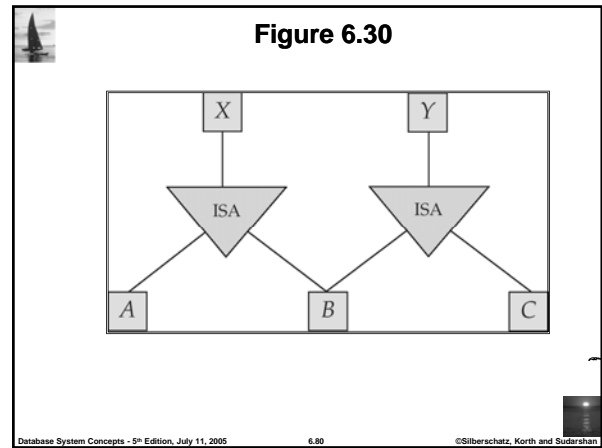 Figure 6.30
X Y
ISA ISA
A B C
Database System Concepts - 5th Edition, July 11, 2005 6.80 ©Silberschatz, Korth and Sudarshan